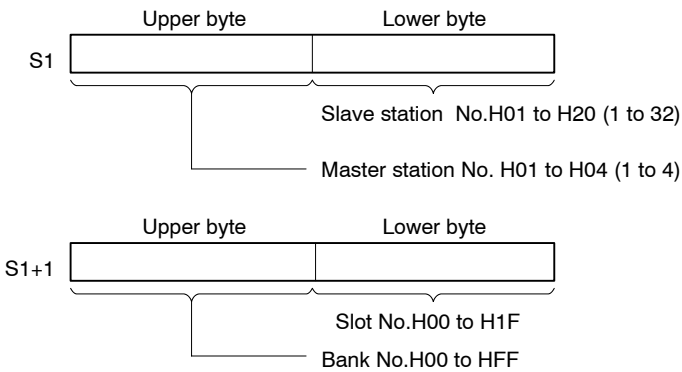 Upper byte Lower byte
S1
Slave station No.H01 to H20 (1 to 32)
Master station No. H01 to H04 (1 to 4)
Upper byte Lower byte
S1+1
Slot No.H00 to H1F
Bank No.H00 to HFF